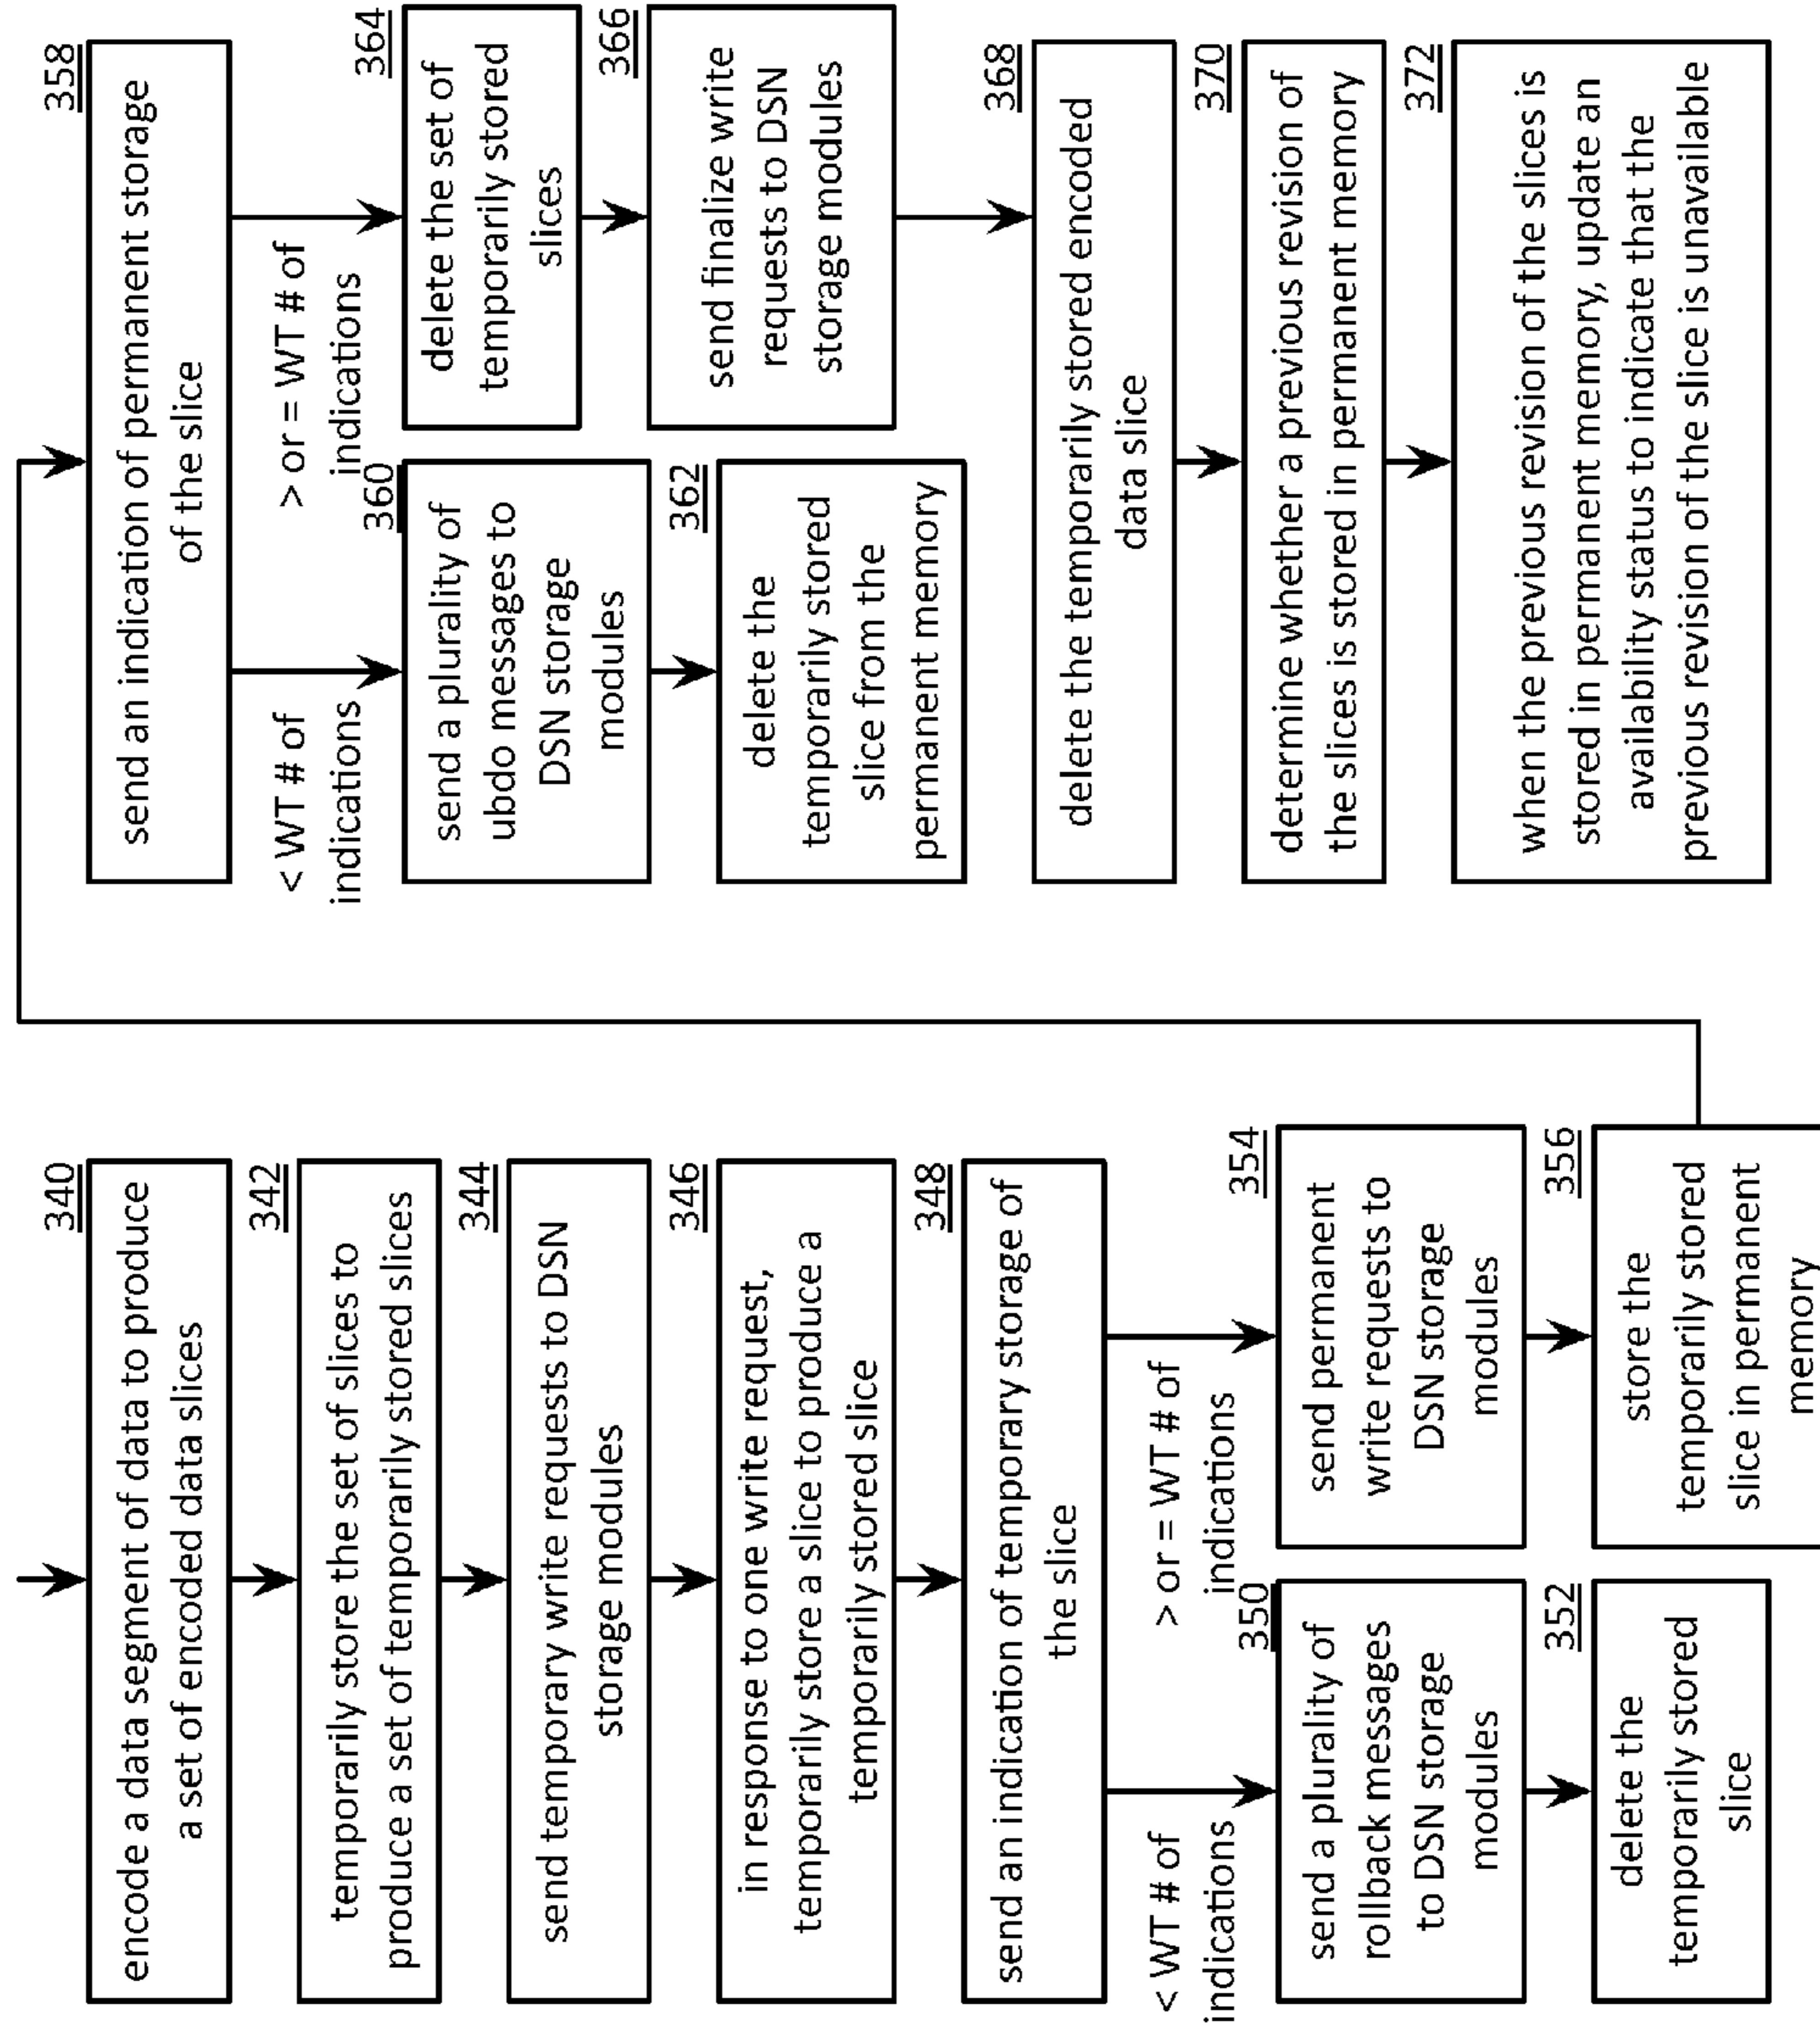 340
encode a data segment of data to produce
a set of encoded data slices
342
temporarily store the set of slices to
produce a set of temporarily stored slices
344
send temporary write requests to DSN
storage modules
346
in response to one write request,
temporarily store a slice to produce a
temporarily stored slice
348
send an indication of temporary storage of
the slice
< WT # of
indications
> or = WT # of
indications
350
send a plurality of
rollback messages
to DSN storage
modules
352
delete the
temporarily stored
slice
354
send permanent
write requests to
DSN storage
modules
356
store the
temporarily stored
slice in permanent
memory
358
send an indication of permanent storage
of the slice
< WT # of
indications
> or = WT # of
indications
360
send a plurality of
ubdo messages to
DSN storage
modules
362
delete the
temporarily stored
slice from the
permanent memory
364
delete the set of
temporarily stored
slices
366
send finalize write
requests to DSN
storage modules
368
delete the temporarily stored encoded
data slice
370
determine whether a previous revision of
the slices is stored in permanent memory
372
when the previous revision of the slices is
stored in permanent memory, update an
availability status to indicate that the
previous revision of the slice is unavailable